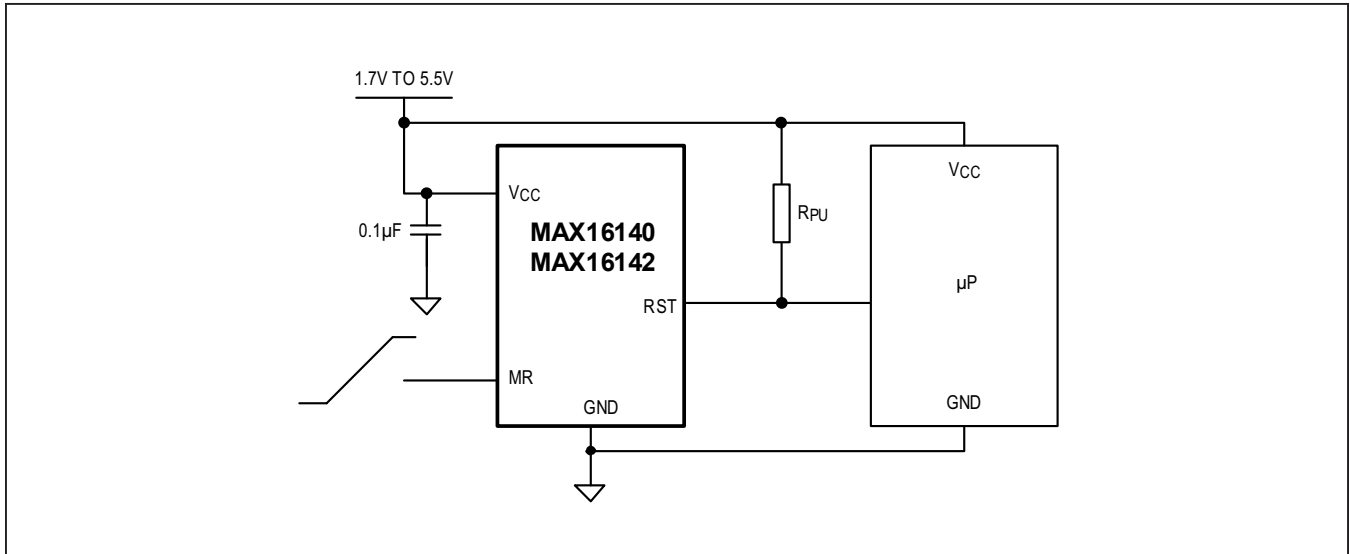 1.7V TO 5.5V
VCC
0.1µF
MAX16140
MAX16142
RPU
VCC
µP
RST
MR
GND
GND